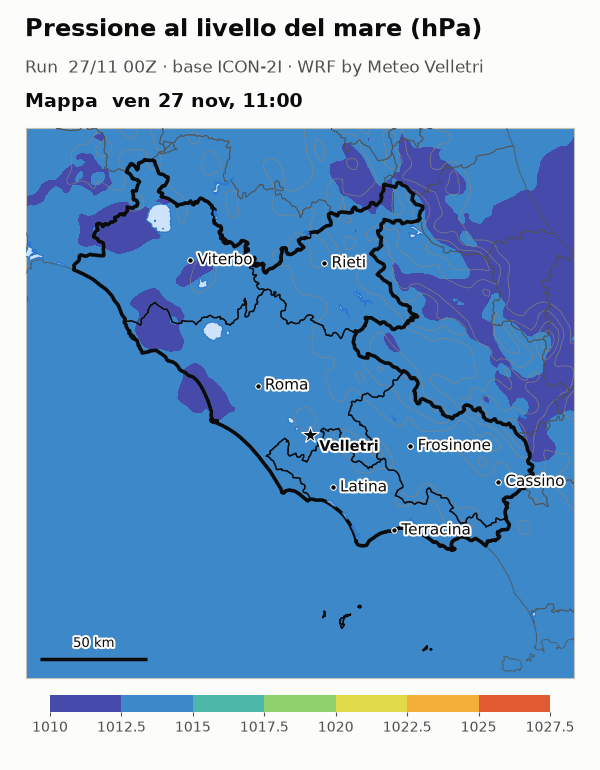 Pressione al livello del mare (hPa)
Run  27/11 00Z · base ICON-2I · WRF by Meteo Velletri
Mappa  ven 27 nov, 11:00
Viterbo
Rieti
Roma
Velletri
Frosinone
Cassino
Latina
Terracina
50 km
1010 1012.5 1015 1017.5 1020 1022.5 1025 1027.5